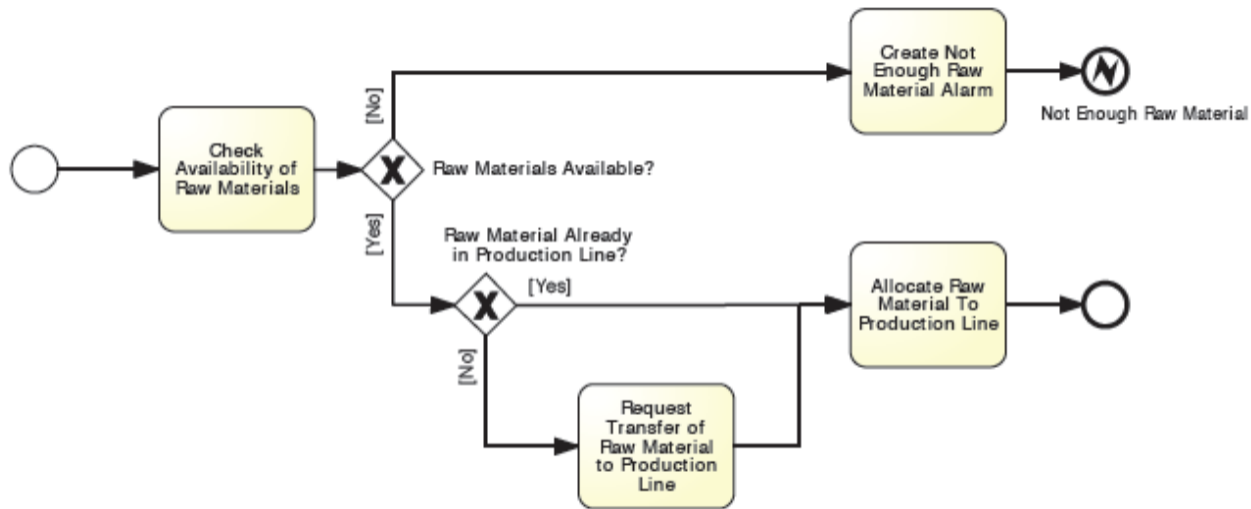 Create Not
Enough Raw
Material Alarm
Not Enough Raw Material
[No]
Check
Availability of
Raw Materials
Raw Materials Available?
[Yes]
Raw Material Already
in Production Line?
[Yes]
Allocate Raw
Material To
Production Line
[No]
Request
Transfer of
Raw Material
to Production
Line